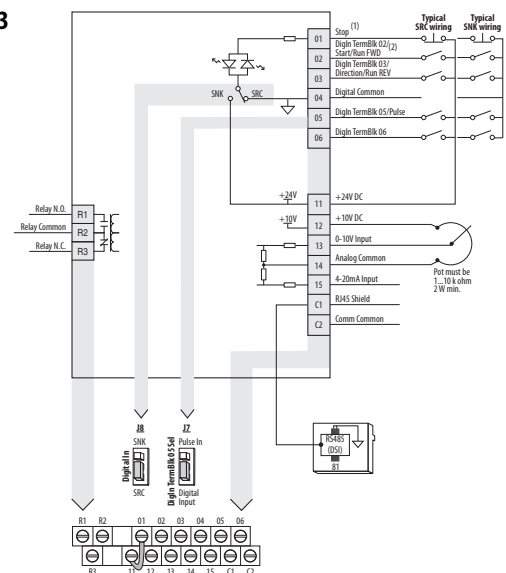 3
Typical SRC wiring
Typical SNK wiring
01 Stop (1)
02 DigIn TermBlk 02/ Start/Run FWD (2)
03 DigIn TermBlk 03/ Direction/Run REV
04 Digital Common
05 DigIn TermBlk 05/Pulse
06 DigIn TermBlk 06
SNK
SRC
+24V
11 +24V DC
+10V
12 +10V DC
13 0-10V Input
14 Analog Common
15 4-20mA Input
C1 RJ45 Shield
C2 Comm Common
Pot must be
1...10 k ohm
2 W min.
Relay N.O.
R1
Relay Common
R2
Relay N.C.
R3
J8
SNK
Digital In
SRC
J7
Pulse In
DigIn TermBlk 05 Sel
Digital
Input
RS485
(DSI)
81
R1 R2 01 02 03 04 05 06
R3 11 12 13 14 15 C1 C2